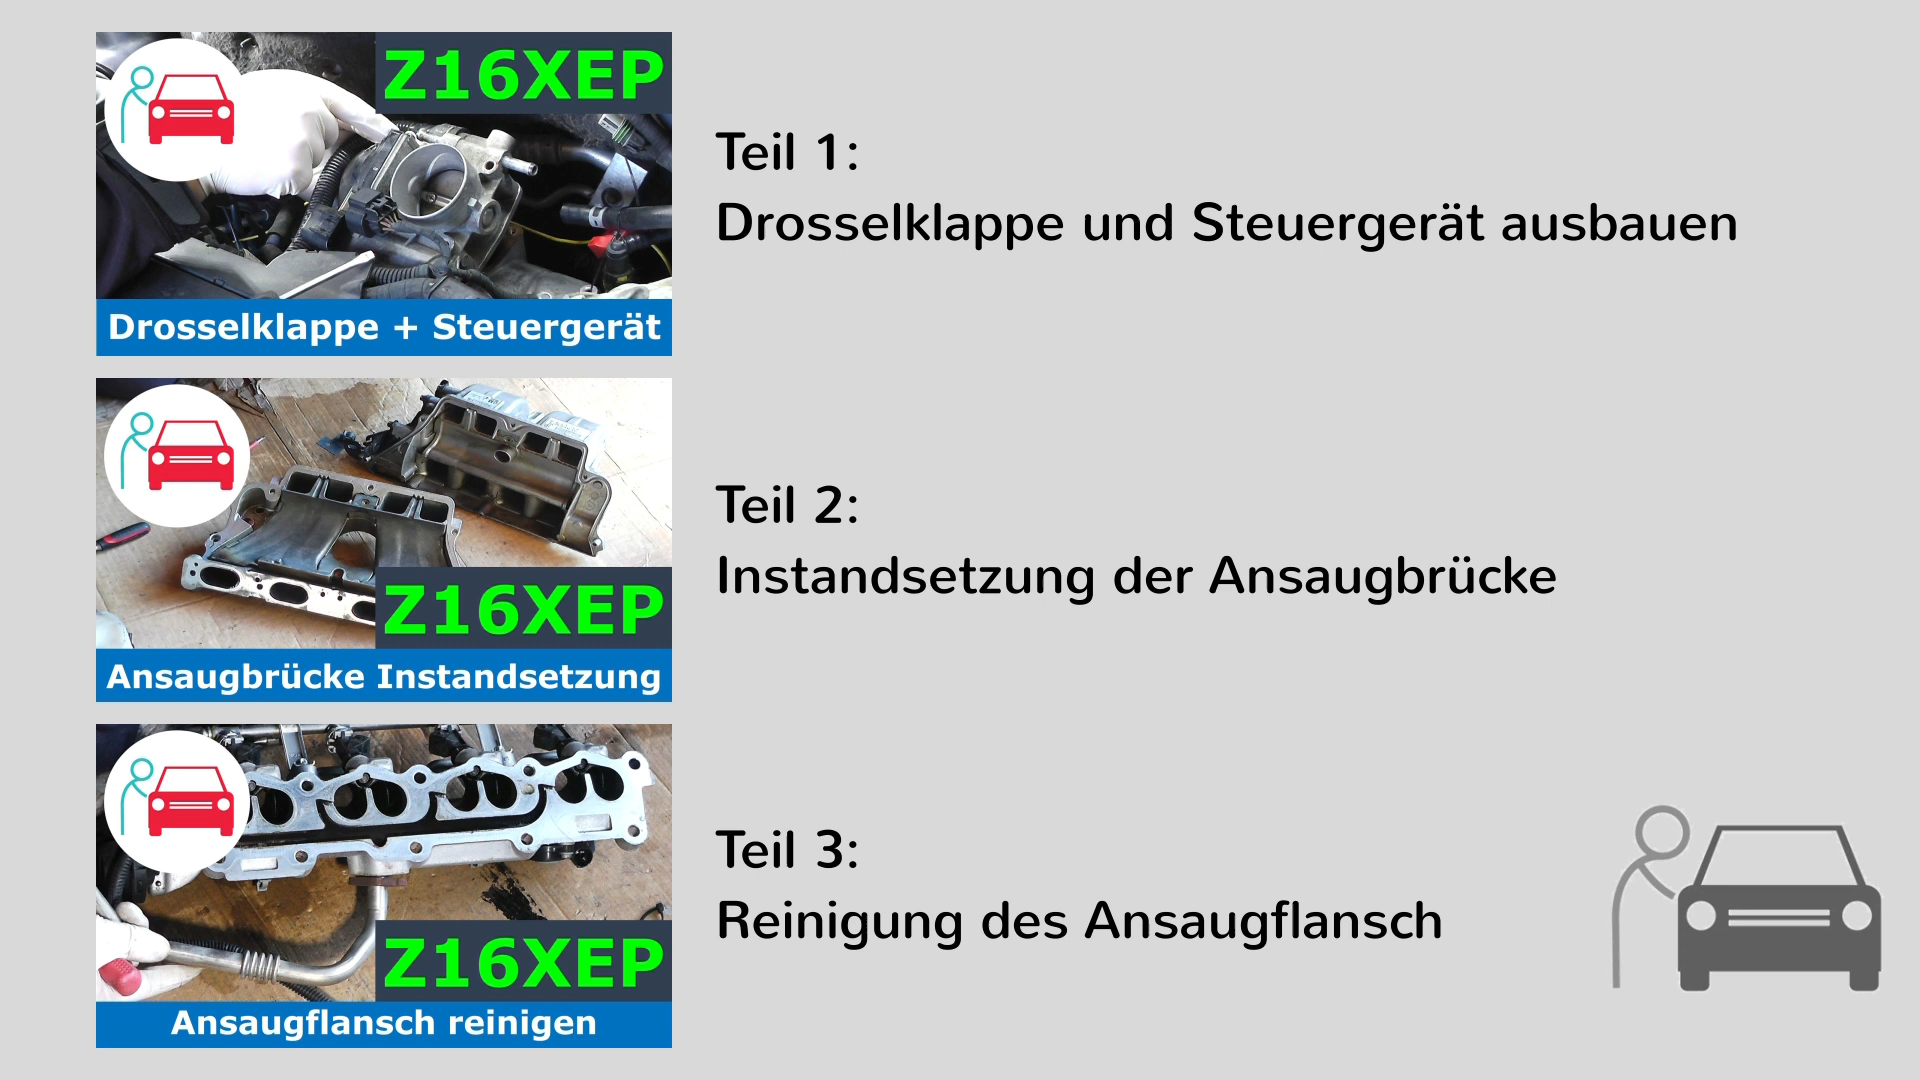 Z16XEP
Drosselklappe + Steuergerät
Teil 1:
Drosselklappe und Steuergerät ausbauen
Z16XEP
Ansaugbrücke Instandsetzung
Teil 2:
Instandsetzung der Ansaugbrücke
Z16XEP
Ansaugflansch reinigen
Teil 3:
Reinigung des Ansaugflansch